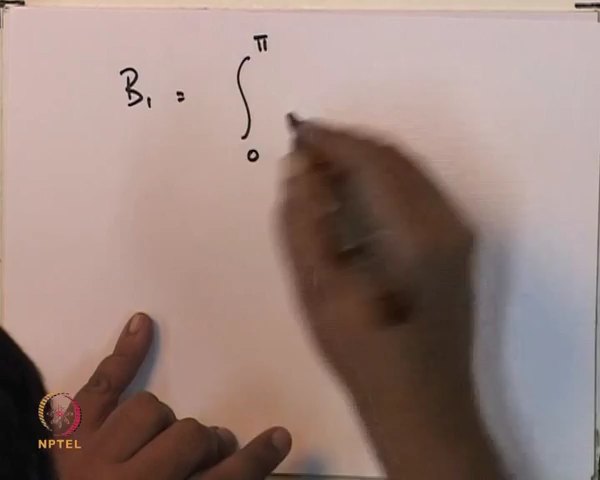 B₁ = ∫₀^π
NPTEL